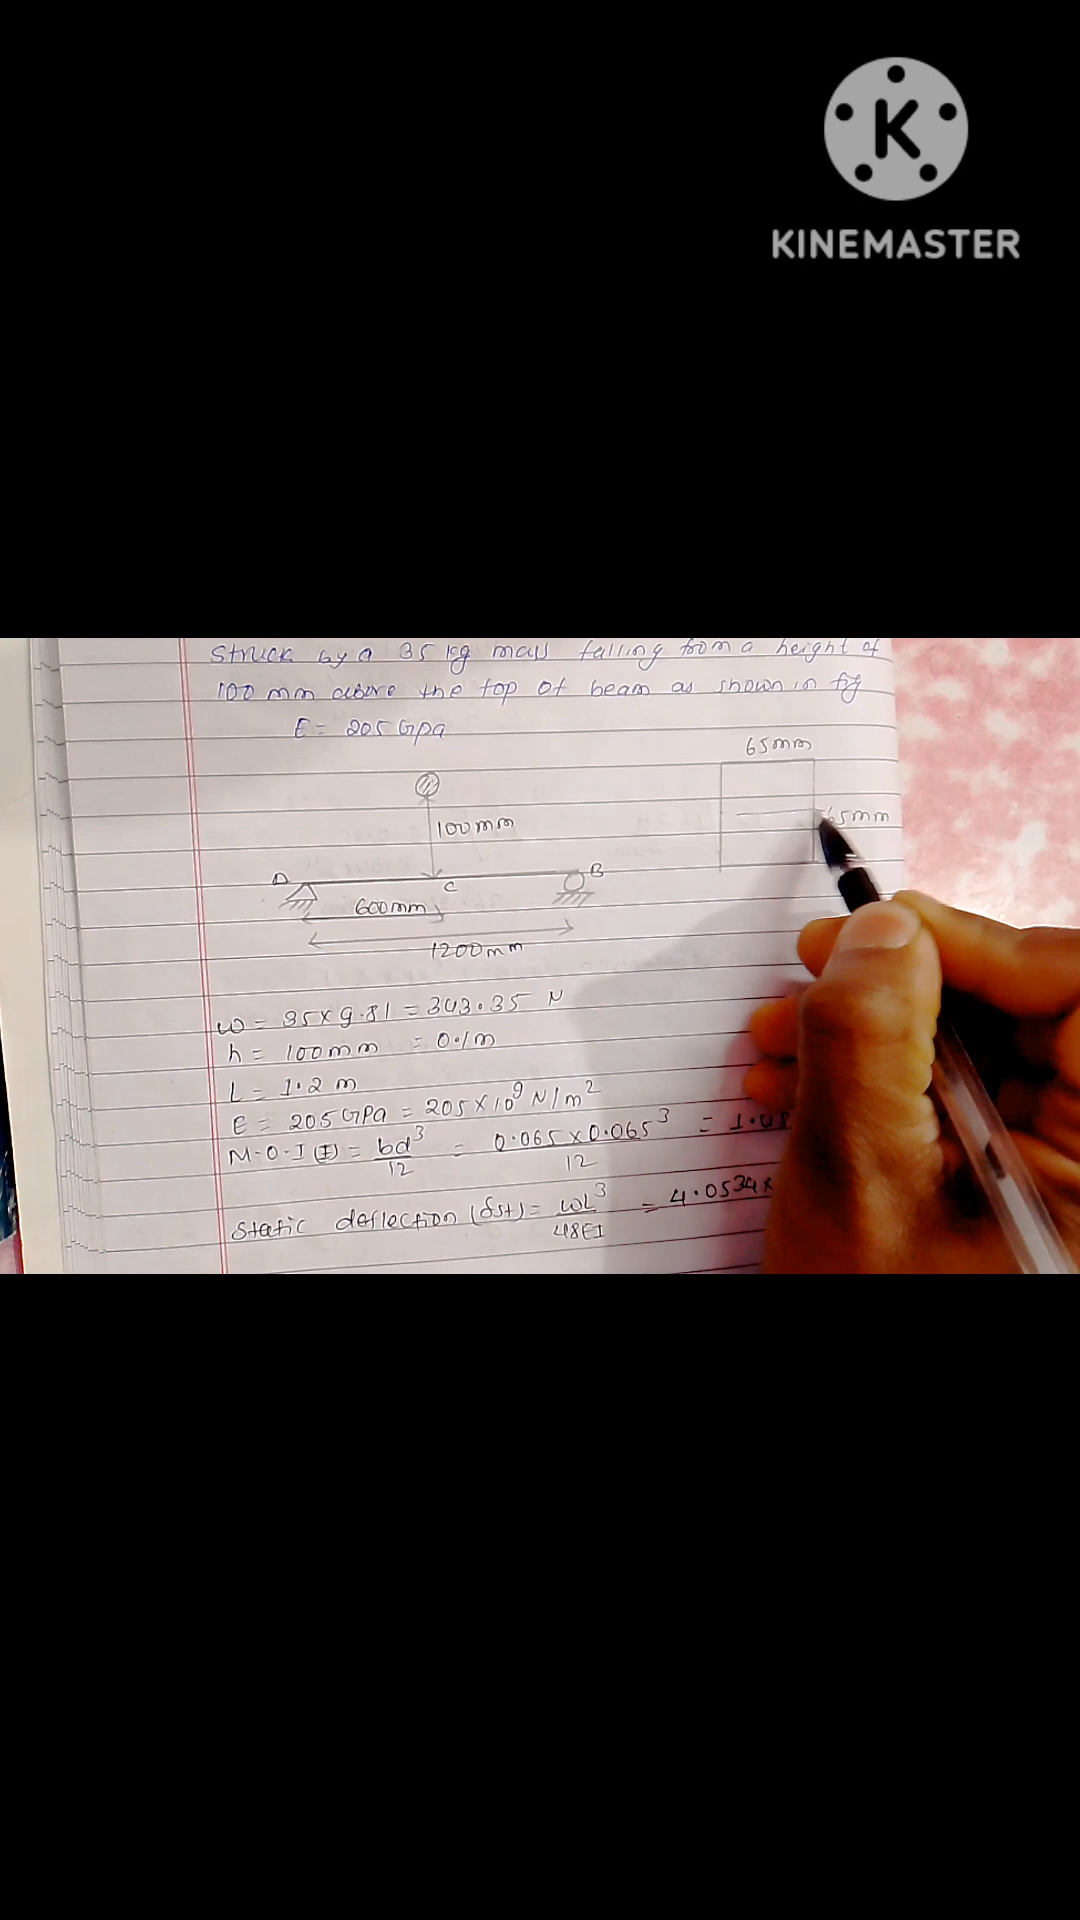 K
KINEMASTER
struck by a 35 kg mass falling from a height of
100 mm above the top of beam as shown in fig
E = 205 GPa
65mm
100mm
65mm
A
C
B
600mm
1200mm
w = 35 x 9.81 = 343.35 N
h = 100mm = 0.1m
L = 1.2 m
E = 205 GPa = 205 x 10⁹ N/m²
M.O.I (I) = bd³/12 = 0.065 x 0.065³/12 = 1.48
Static deflection (δst) = wL³/48EI = 4.0534 x